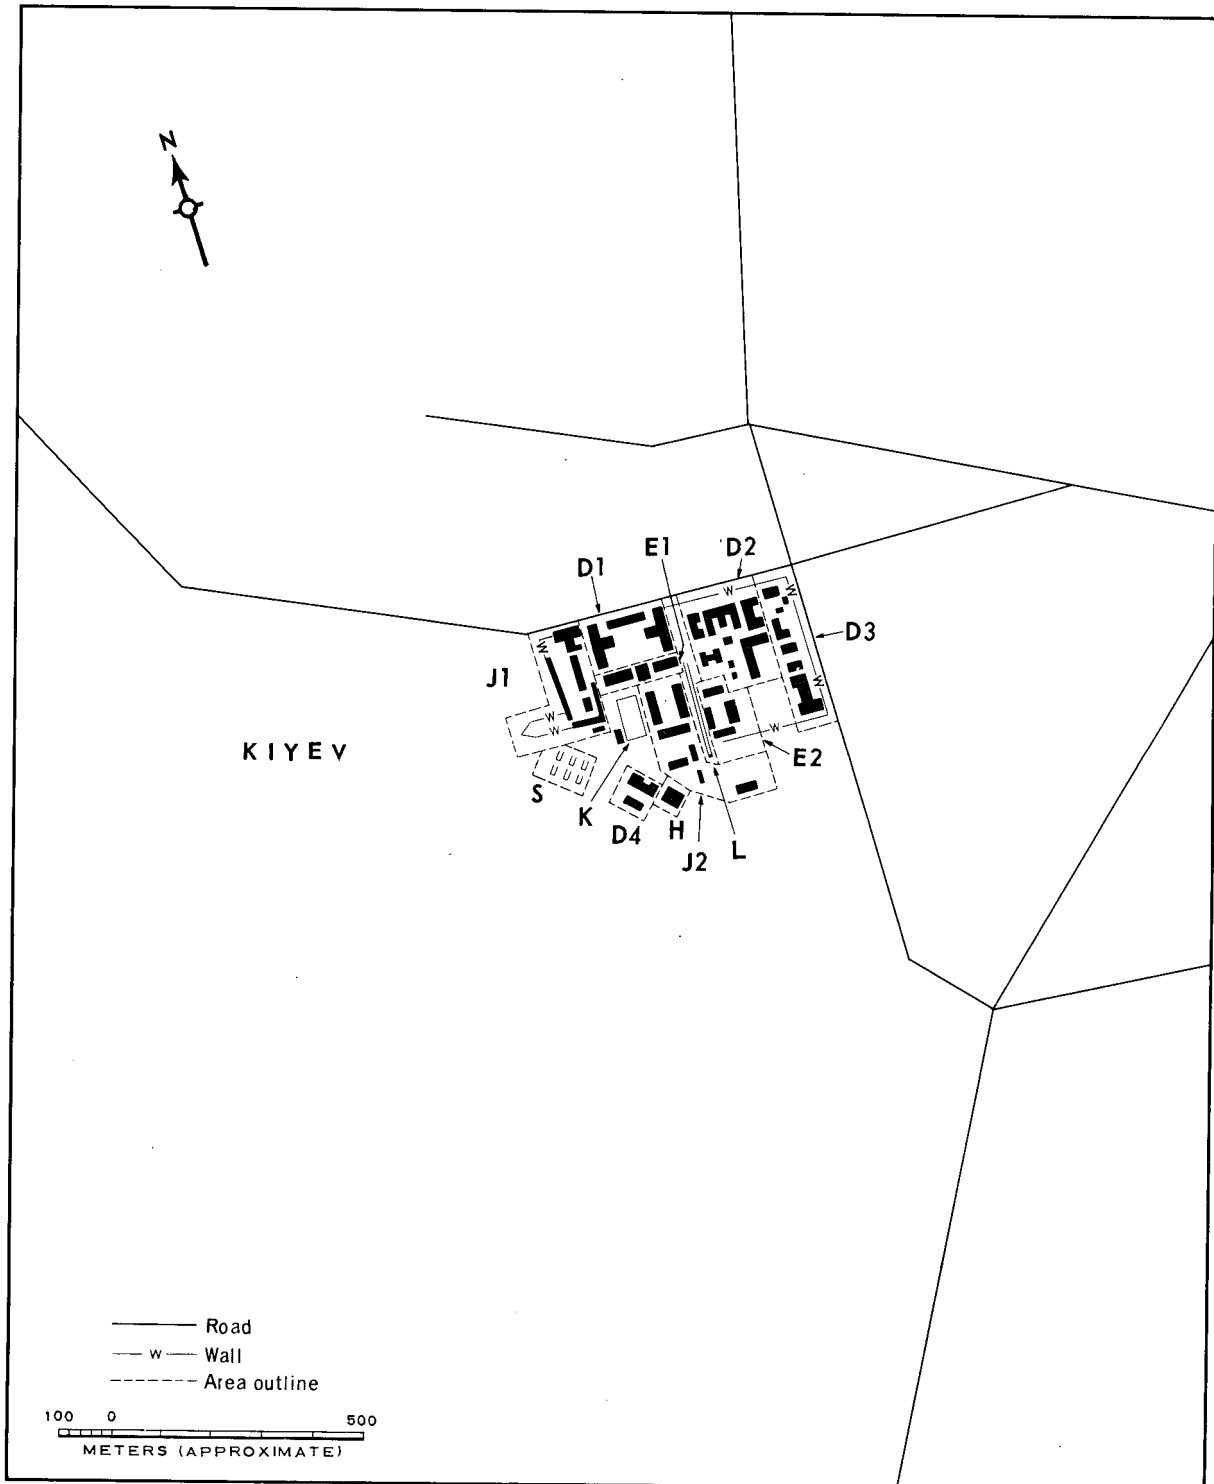 N
E1
D2
D1
W
W
D3
W
J1
W
W
W
W
KIYEV
E2
S
K
D4
H
J2
L
Road
W Wall
Area outline
100 0 500
METERS (APPROXIMATE)